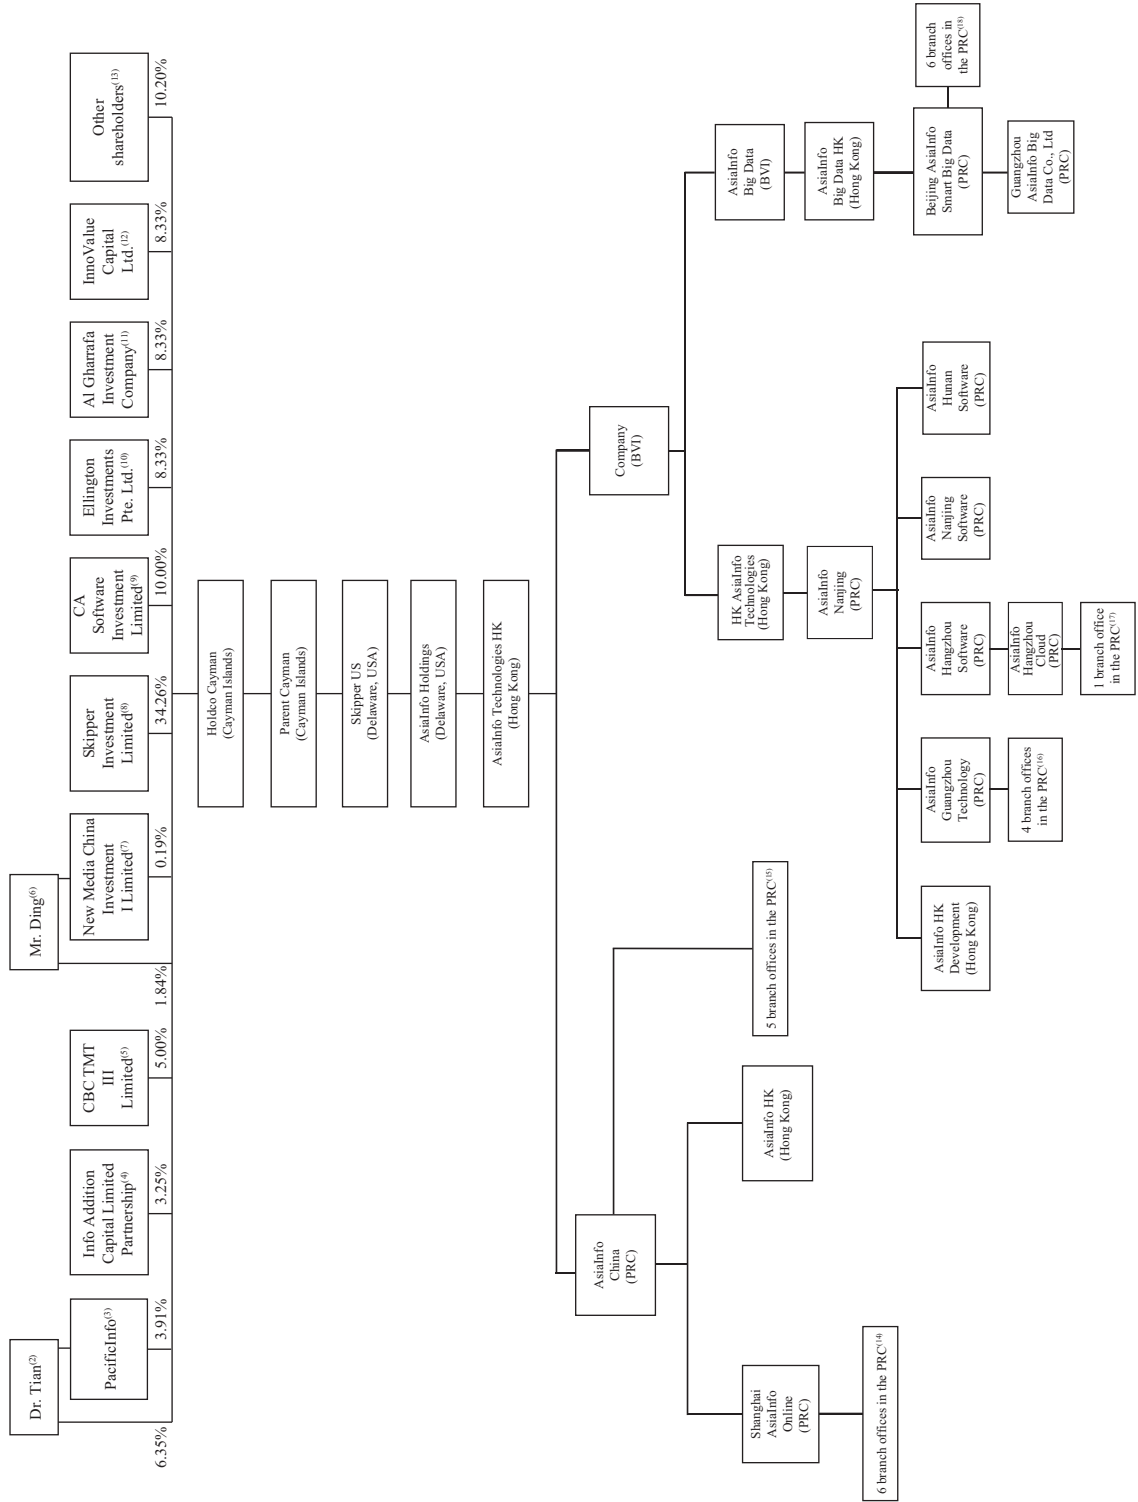 Dr. Tian(2)
Mr. Ding(6)
PacificInfo(3)
Info Addition
Capital Limited
Partnership(4)
CBC TMT
III
Limited(5)
New Media China
Investment
I Limited(7)
Skipper
Investment
Limited(8)
CA
Software
Investment
Limited(9)
Ellington
Investments
Pte. Ltd.(10)
Al Gharrafa
Investment
Company(11)
InnoValue
Capital
Ltd.(12)
Other
shareholders(13)
6.35%
3.91%
3.25%
5.00%
1.84%
0.19%
34.26%
10.00%
8.33%
8.33%
8.33%
10.20%
Holdco Cayman
(Cayman Islands)
Parent Cayman
(Cayman Islands)
Skipper US
(Delaware, USA)
AsiaInfo Holdings
(Delaware, USA)
AsiaInfo Technologies HK
(Hong Kong)
AsiaInfo
China
(PRC)
Company
(BVI)
Shanghai
AsiaInfo
Online
(PRC)
AsiaInfo HK
(Hong Kong)
5 branch offices in the PRC(15)
HK AsiaInfo
Technologies
(Hong Kong)
AsiaInfo
Big Data
(BVI)
6 branch offices in the PRC(14)
AsiaInfo
Nanjing
(PRC)
AsiaInfo
Big Data HK
(Hong Kong)
AsiaInfo HK
Development
(Hong Kong)
AsiaInfo
Guangzhou
Technology
(PRC)
AsiaInfo
Hangzhou
Software
(PRC)
AsiaInfo
Nanjing
Software
(PRC)
AsiaInfo
Hunan
Software
(PRC)
Beijing AsiaInfo
Smart Big Data
(PRC)
6 branch
offices in
the PRC(18)
4 branch offices
in the PRC(16)
AsiaInfo
Hangzhou
Cloud
(PRC)
Guangzhou
AsiaInfo Big
Data Co., Ltd
(PRC)
1 branch office
in the PRC(17)